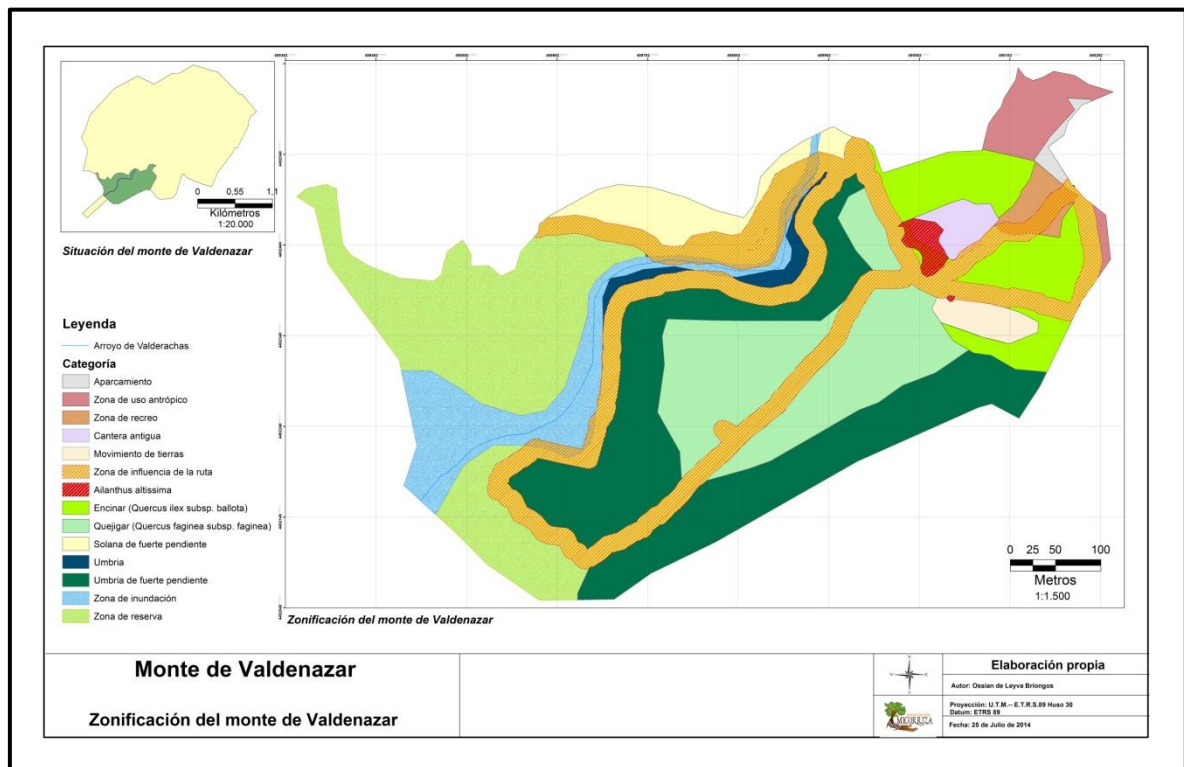 0 0,55 1,1
Kilómetros
1:20.000
Situación del monte de Valdenazar
Leyenda
Arroyo de Valderachas
Categoría
Aparcamiento
Zona de uso antrópico
Zona de recreo
Cantera antigua
Movimiento de tierras
Zona de influencia de la ruta
Ailanthus altissima
Encinar (Quercus ilex subsp. ballota)
Quejigar (Quercus faginea subsp. faginea)
Solana de fuerte pendiente
Umbria
Umbria de fuerte pendiente
Zona de inundación
Zona de reserva
0 25 50 100
Metros
1:1.500
Zonificación del monte de Valdenazar
Monte de Valdenazar
Zonificación del monte de Valdenazar
N
W E
S
MICORRIZA
Elaboración propia
Autor: Ossian de Leyva Briongos
Proyección: U.T.M.-- E.T.R.S.89 Huso 30
Datum: ETRS 89
Fecha: 25 de Julio de 2014